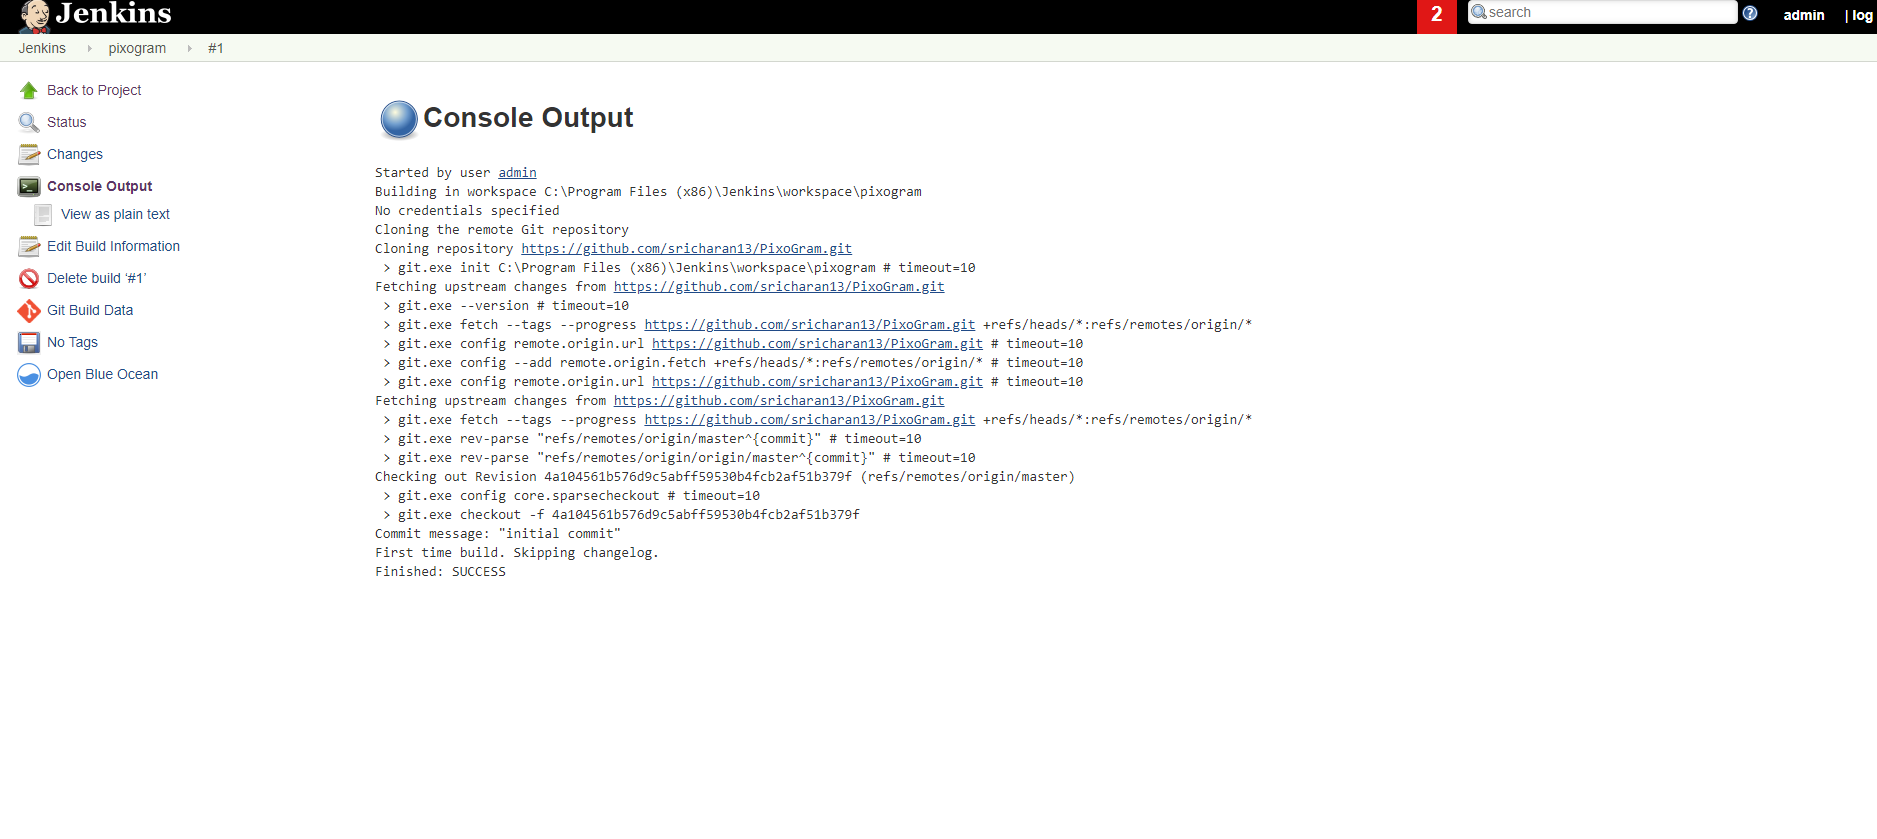 Jenkins
2
search
admin
| log
Jenkins
pixogram
#1
Back to Project
Status
Changes
Console Output
View as plain text
Edit Build Information
Delete build ‘#1’
Git Build Data
No Tags
Open Blue Ocean
Console Output
Started by user admin
Building in workspace C:\Program Files (x86)\Jenkins\workspace\pixogram
No credentials specified
Cloning the remote Git repository
Cloning repository https://github.com/sricharan13/PixoGram.git
> git.exe init C:\Program Files (x86)\Jenkins\workspace\pixogram # timeout=10
Fetching upstream changes from https://github.com/sricharan13/PixoGram.git
> git.exe --version # timeout=10
> git.exe fetch --tags --progress https://github.com/sricharan13/PixoGram.git +refs/heads/*:refs/remotes/origin/*
> git.exe config remote.origin.url https://github.com/sricharan13/PixoGram.git # timeout=10
> git.exe config --add remote.origin.fetch +refs/heads/*:refs/remotes/origin/* # timeout=10
> git.exe config remote.origin.url https://github.com/sricharan13/PixoGram.git # timeout=10
Fetching upstream changes from https://github.com/sricharan13/PixoGram.git
> git.exe fetch --tags --progress https://github.com/sricharan13/PixoGram.git +refs/heads/*:refs/remotes/origin/*
> git.exe rev-parse "refs/remotes/origin/master^{commit}" # timeout=10
> git.exe rev-parse "refs/remotes/origin/origin/master^{commit}" # timeout=10
Checking out Revision 4a104561b576d9c5abff59530b4fcb2af51b379f (refs/remotes/origin/master)
> git.exe config core.sparsecheckout # timeout=10
> git.exe checkout -f 4a104561b576d9c5abff59530b4fcb2af51b379f
Commit message: "initial commit"
First time build. Skipping changelog.
Finished: SUCCESS